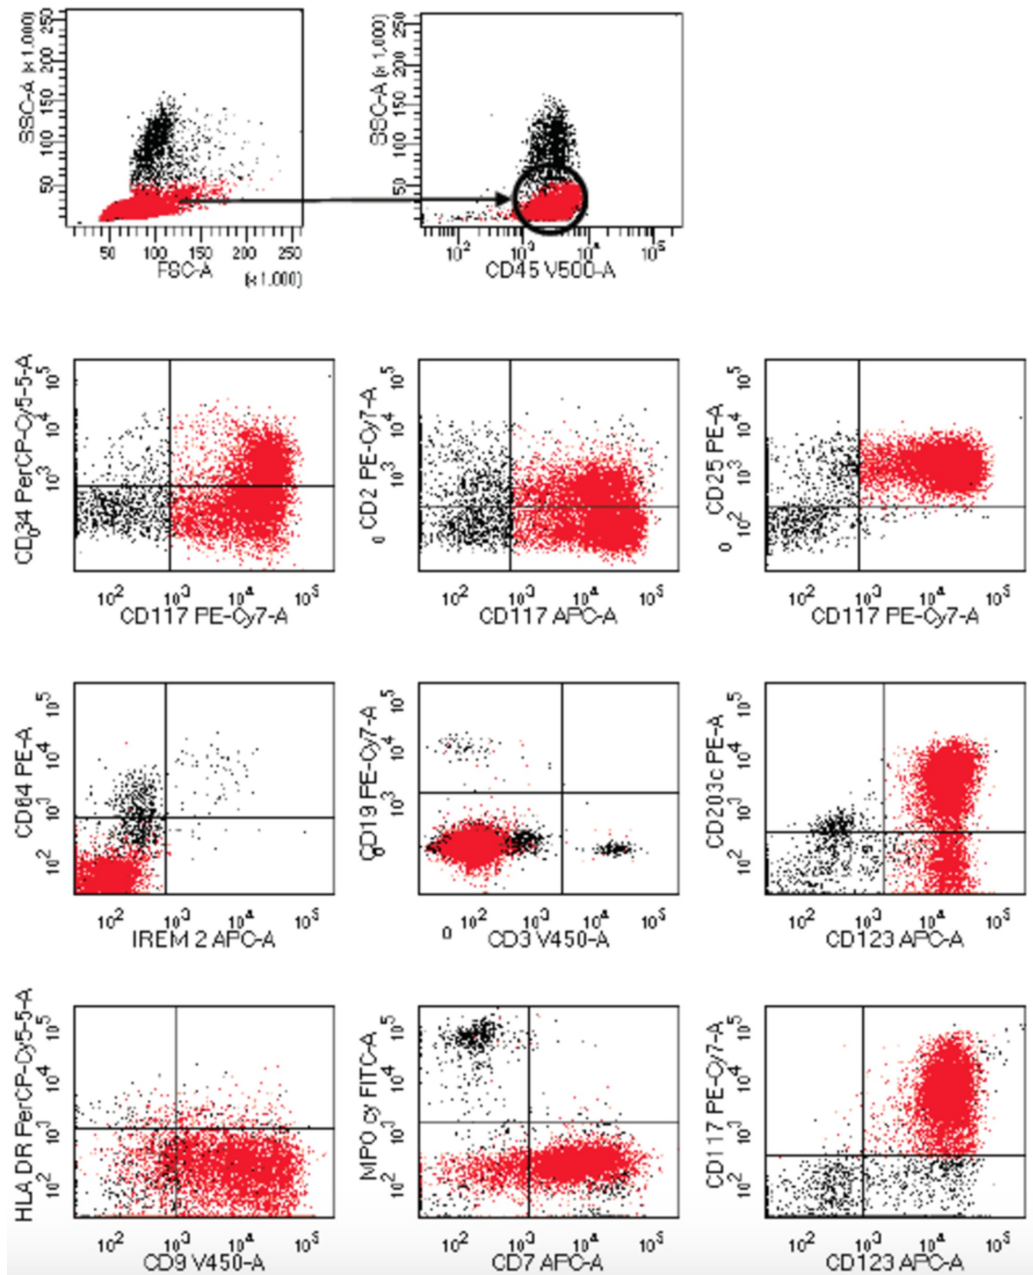 SSC-A (x 1,000)
50 100 150 200 250
50 100 150 200 250
FSC-A
(x 1,000)
SSC-A (x 1,000)
50 100 150 200 250
10² 10³ 10⁴ 10⁵
CD45 V500-A
CD34 PerCP-Cy5-5-A
0 10³ 10⁴ 10⁵
10² 10³ 10⁴ 10⁵
CD117 PE-Cy7-A
CD2 PE-Cy7-A
0 10³ 10⁴ 10⁵
10² 10³ 10⁴ 10⁵
CD117 APC-A
CD25 PE-A
0 10² 10³ 10⁴ 10⁵
10² 10³ 10⁴ 10⁵
CD117 PE-Cy7-A
CD64 PE-A
10² 10³ 10⁴ 10⁵
10² 10³ 10⁴ 10⁵
IREM 2 APC-A
CD19 PE-Cy7-A
0 10³ 10⁴ 10⁵
0 10² 10³ 10⁴ 10⁵
CD3 V450-A
CD203c PE-A
10² 10³ 10⁴ 10⁵
10² 10³ 10⁴ 10⁵
CD123 APC-A
HLA DR PerCP-Cy5-5-A
10² 10³ 10⁴ 10⁵
10² 10³ 10⁴ 10⁵
CD9 V450-A
MPO cy FITC-A
10² 10³ 10⁴ 10⁵
10² 10³ 10⁴ 10⁵
CD7 APC-A
CD117 PE-Cy7-A
10² 10³ 10⁴ 10⁵
10² 10³ 10⁴ 10⁵
CD123 APC-A